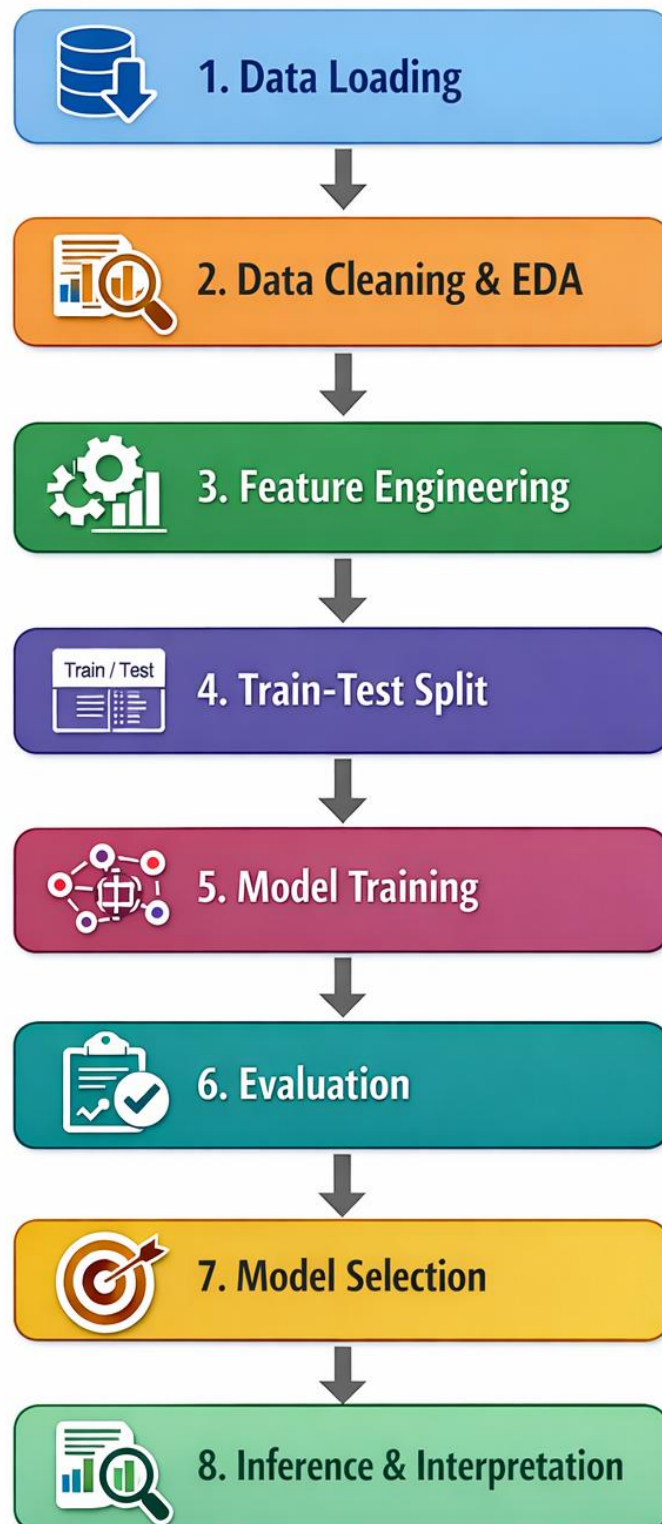 1. Data Loading
2. Data Cleaning & EDA
3. Feature Engineering
Train / Test
4. Train-Test Split
5. Model Training
6. Evaluation
7. Model Selection
8. Inference & Interpretation